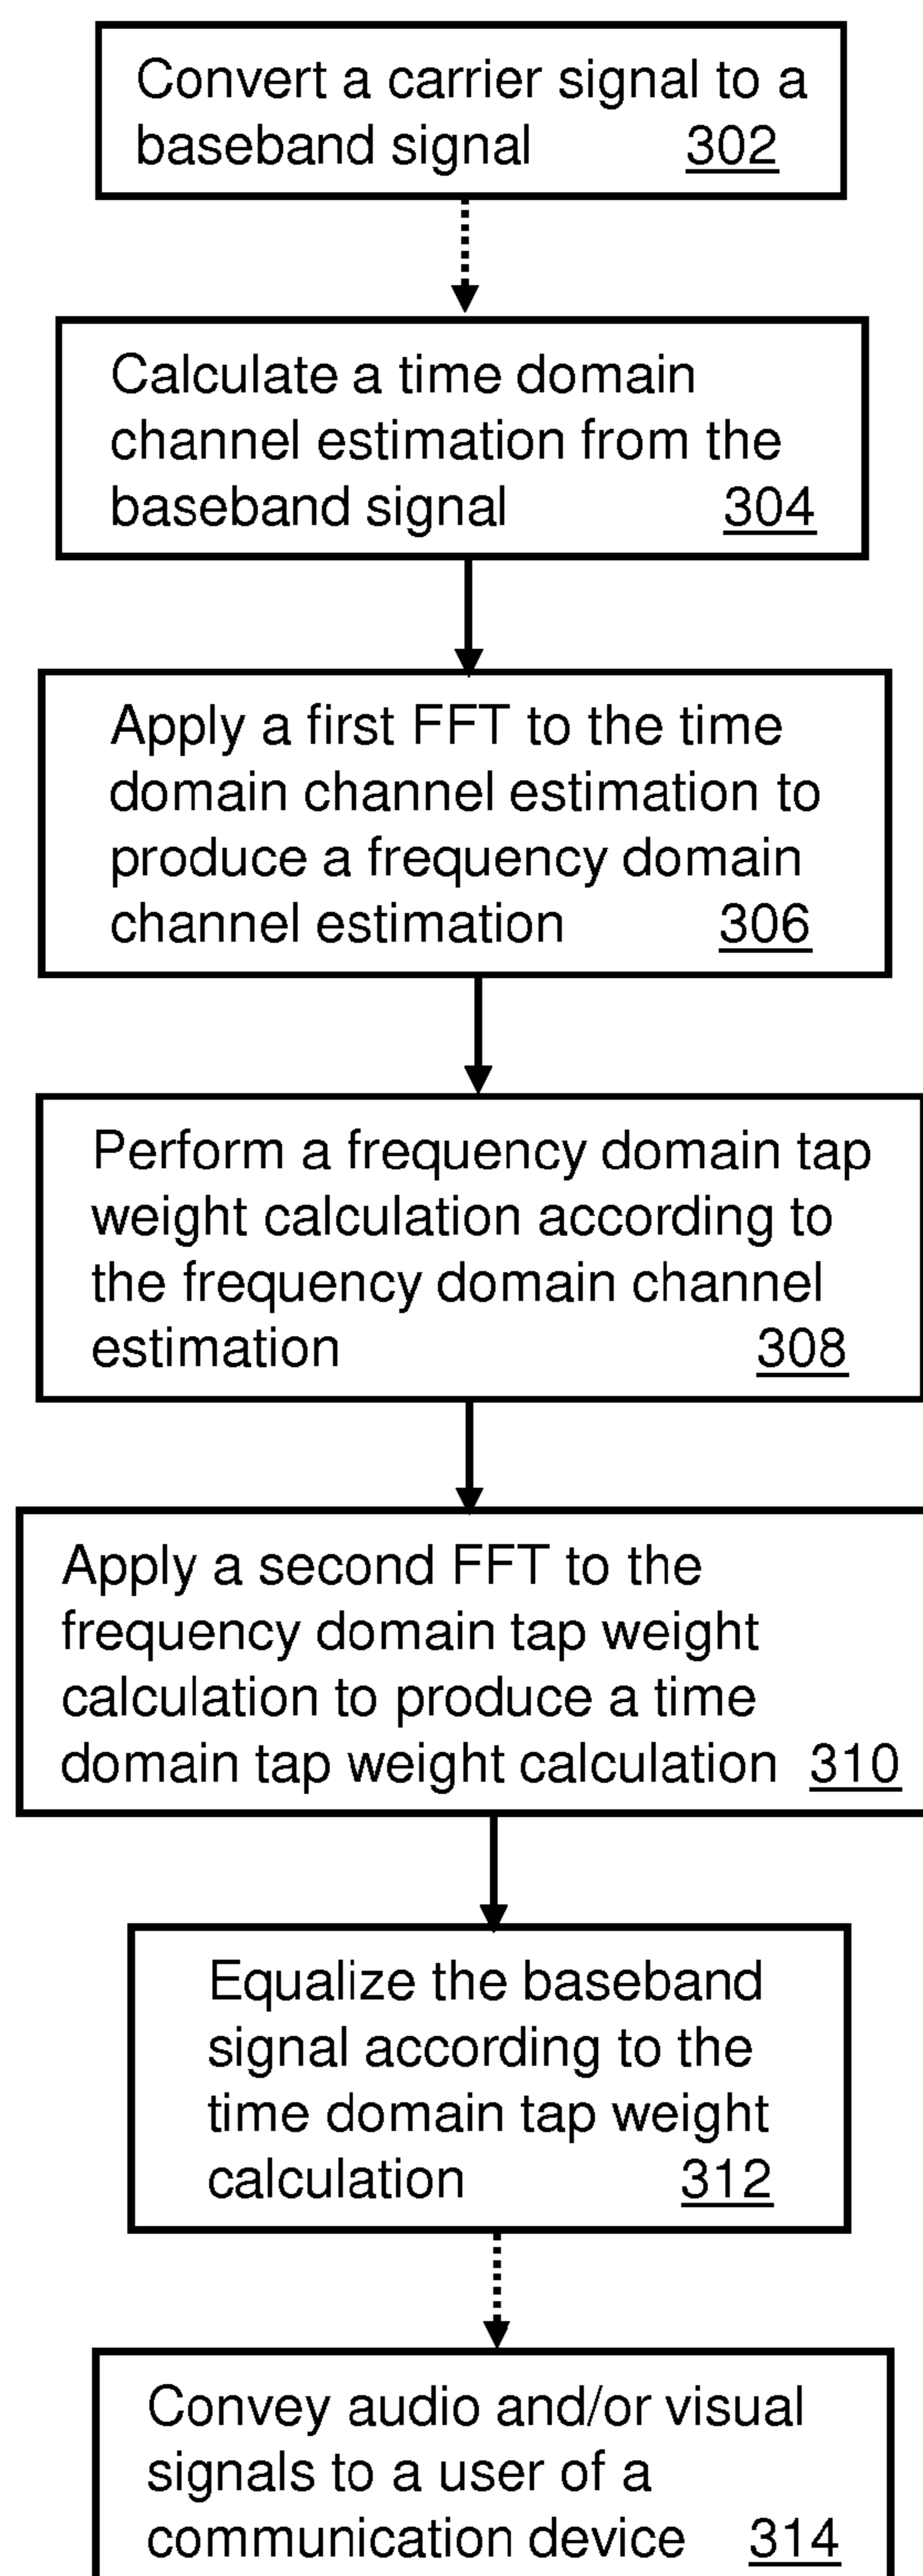 Convert a carrier signal to a
baseband signal 302
Calculate a time domain
channel estimation from the
baseband signal 304
Apply a first FFT to the time
domain channel estimation to
produce a frequency domain
channel estimation 306
Perform a frequency domain tap
weight calculation according to
the frequency domain channel
estimation 308
Apply a second FFT to the
frequency domain tap weight
calculation to produce a time
domain tap weight calculation 310
Equalize the baseband
signal according to the
time domain tap weight
calculation 312
Convey audio and/or visual
signals to a user of a
communication device 314